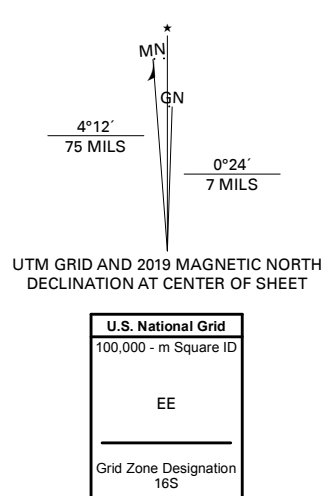 ★
MN
GN
4°12´
75 MILS
0°24´
7 MILS
UTM GRID AND 2019 MAGNETIC NORTH
DECLINATION AT CENTER OF SHEET
U.S. National Grid
100,000 - m Square ID
EE
Grid Zone Designation
16S